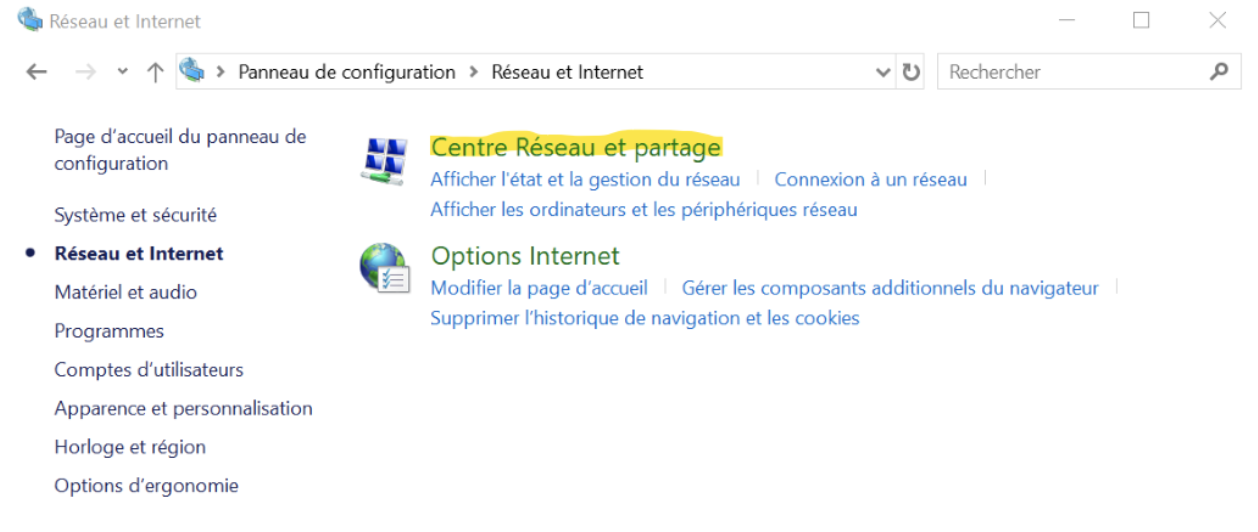 Réseau et Internet
Panneau de configuration > Réseau et Internet
Rechercher
Page d'accueil du panneau de
configuration
Système et sécurité
Réseau et Internet
Matériel et audio
Programmes
Comptes d'utilisateurs
Apparence et personnalisation
Horloge et région
Options d'ergonomie
Centre Réseau et partage
Afficher l'état et la gestion du réseau | Connexion à un réseau |
Afficher les ordinateurs et les périphériques réseau
Options Internet
Modifier la page d'accueil | Gérer les composants additionnels du navigateur |
Supprimer l'historique de navigation et les cookies